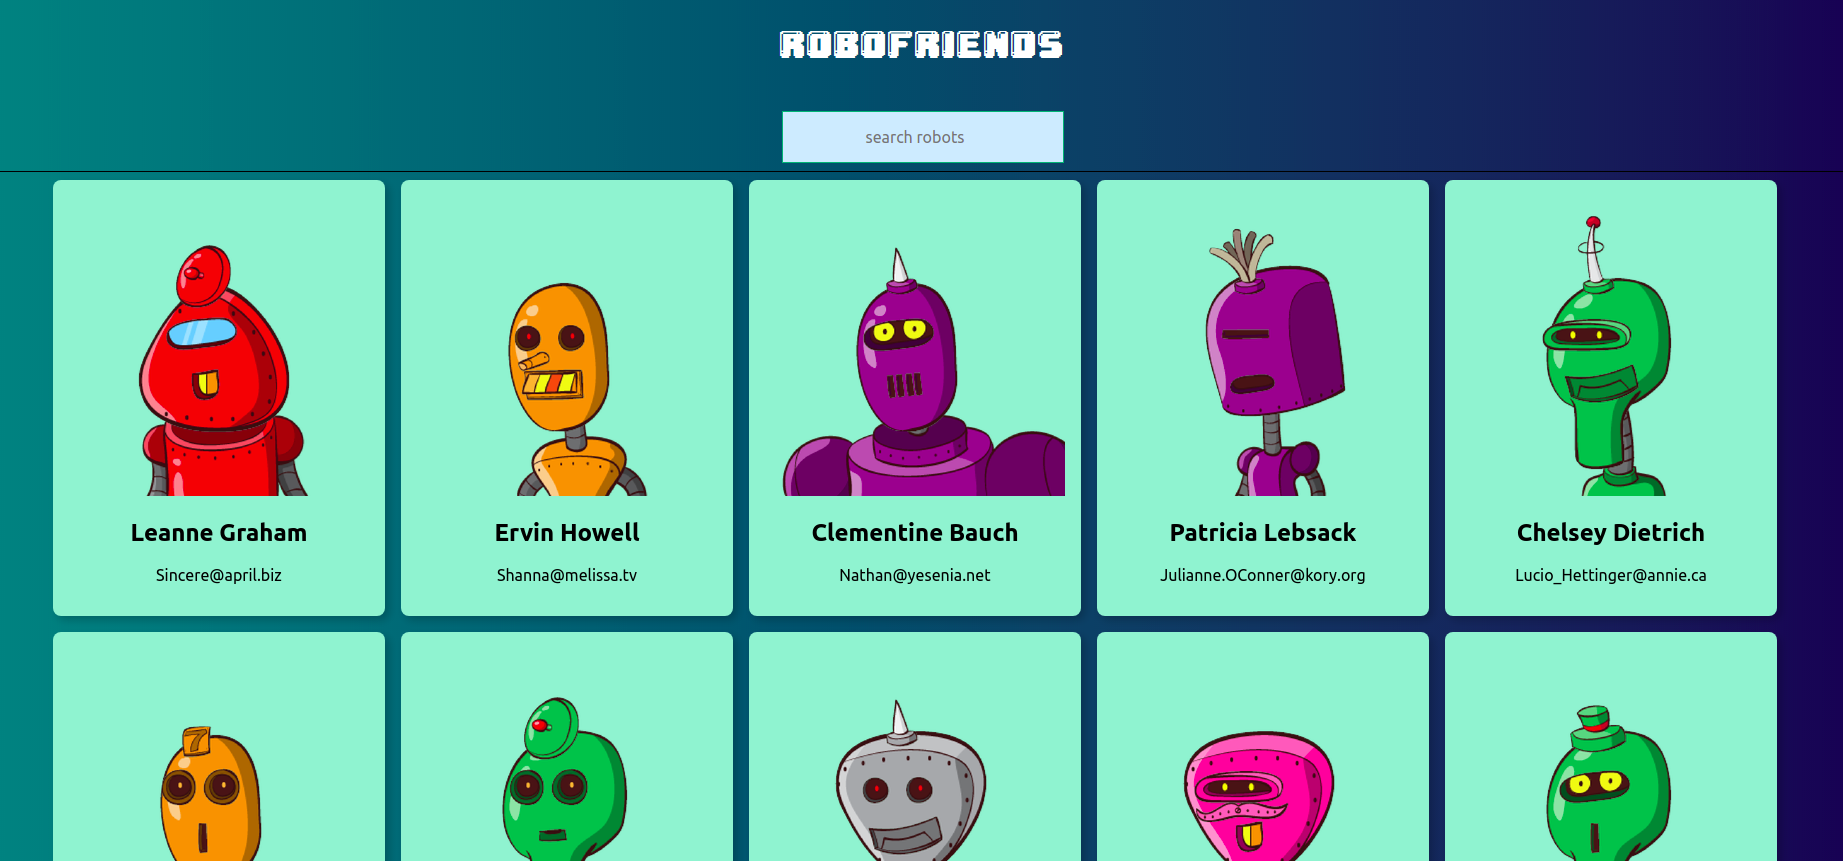 ROBOFRIENDS
search robots
Leanne Graham
Sincere@april.biz
Ervin Howell
Shanna@melissa.tv
Clementine Bauch
Nathan@yesenia.net
Patricia Lebsack
Julianne.OConner@kory.org
Chelsey Dietrich
Lucio_Hettinger@annie.ca
7